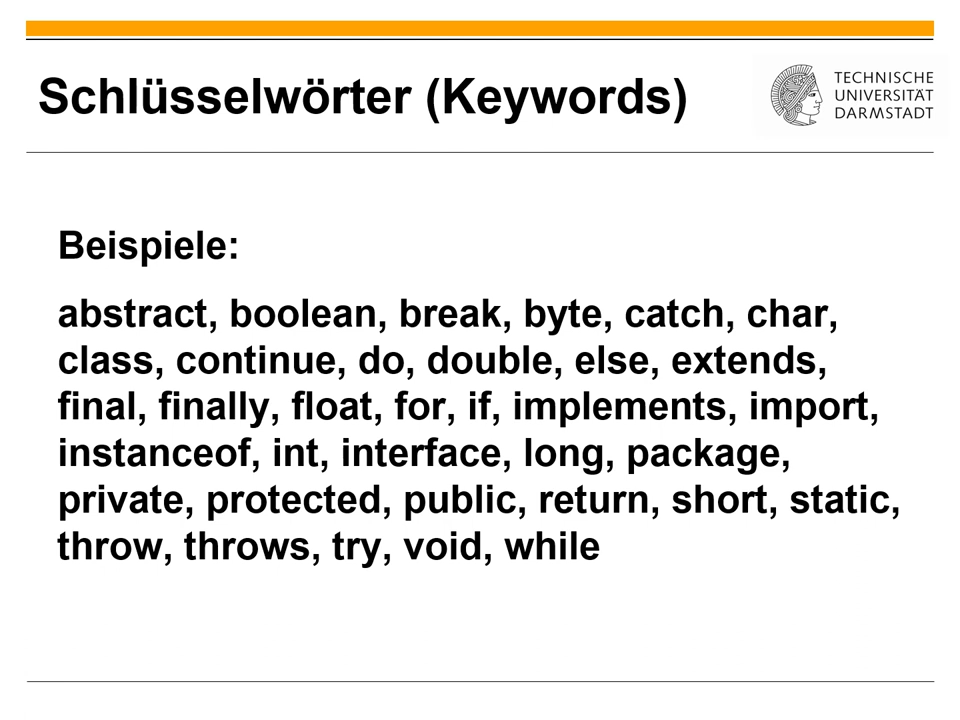 Schlüsselwörter (Keywords)
TECHNISCHE
UNIVERSITÄT
DARMSTADT
Beispiele:
abstract, boolean, break, byte, catch, char,
class, continue, do, double, else, extends,
final, finally, float, for, if, implements, import,
instanceof, int, interface, long, package,
private, protected, public, return, short, static,
throw, throws, try, void, while